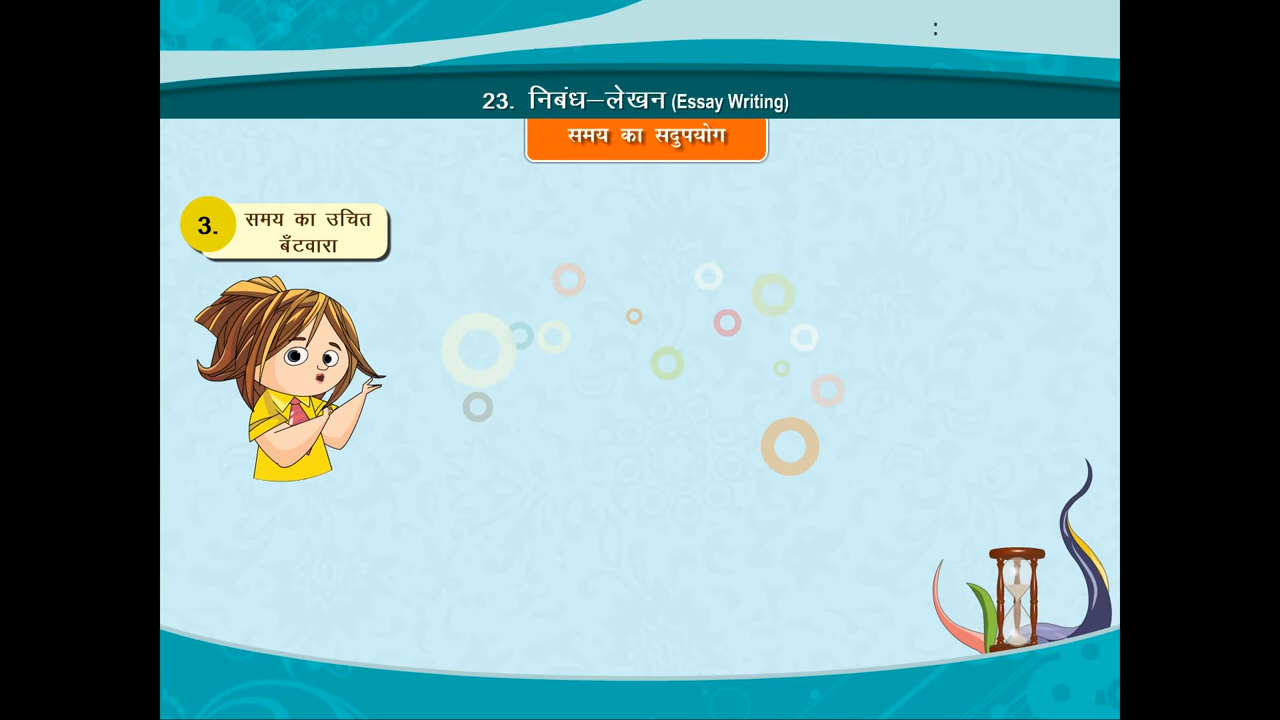 :
23. निबंध–लेखन (Essay Writing)
समय का सदुपयोग
3.
समय का उचित
बँटवारा